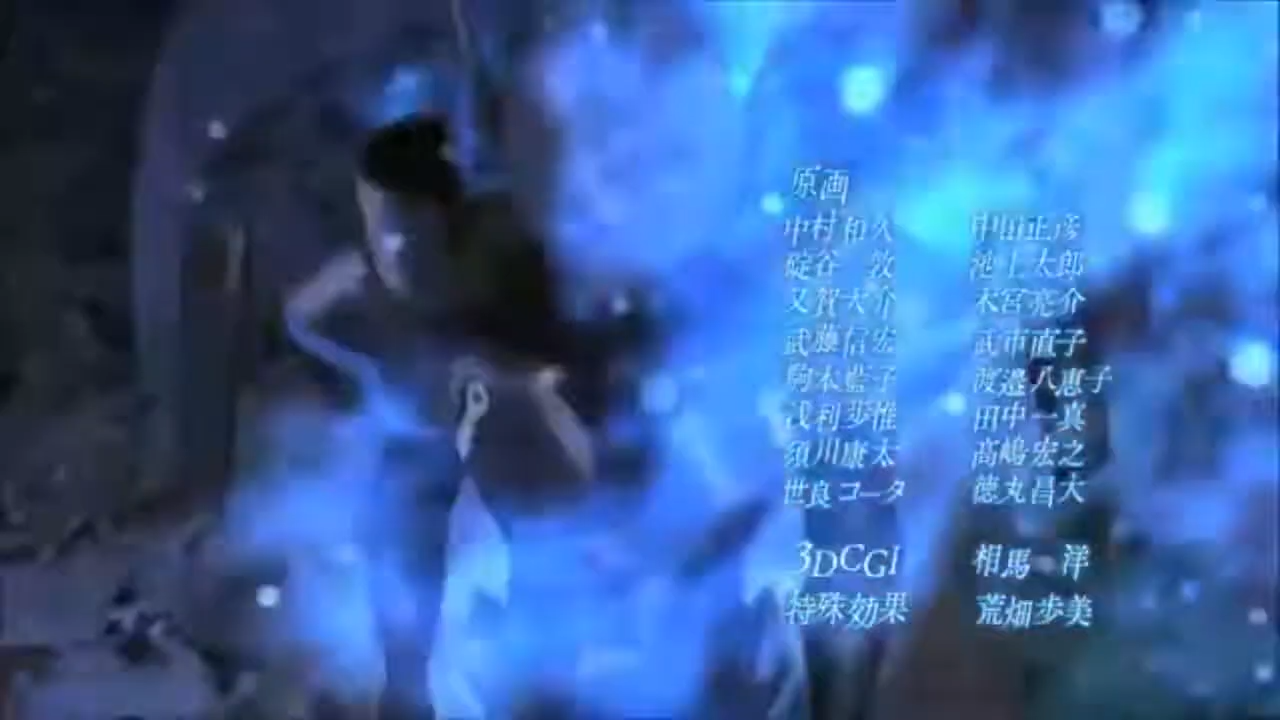 原画
中村和久 甲田正彦
碇谷 敦 池上太郎
又賀大介 木宮亮介
武藤信宏 武市直子
駒本藍子 渡邉八恵子
浅利歩惟 田中一真
須川康太 高嶋宏之
世良コータ 徳丸昌大
3DCGI 相馬 洋
特殊効果 荒畑歩美